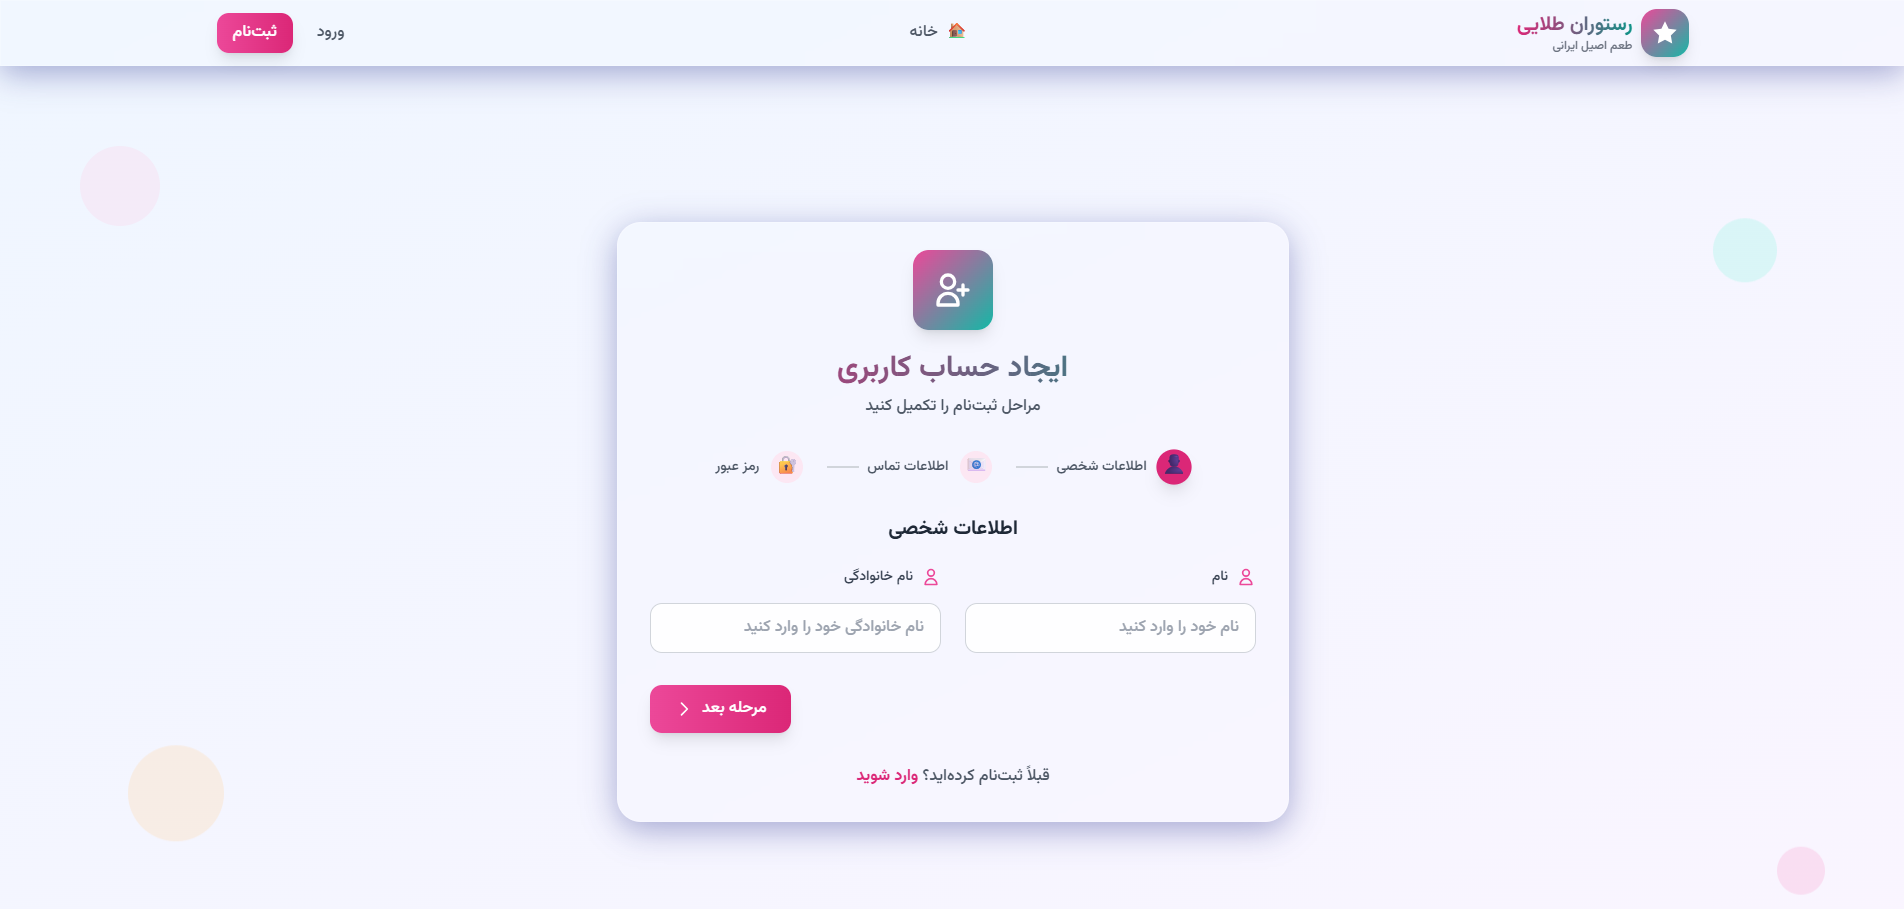 رستوران طلایی
طعم اصیل ایرانی
خانه
ورود
ثبت‌نام
ایجاد حساب کاربری
مراحل ثبت‌نام را تکمیل کنید
اطلاعات شخصی
اطلاعات تماس
رمز عبور
اطلاعات شخصی
نام
نام خانوادگی
نام خود را وارد کنید
نام خانوادگی خود را وارد کنید
مرحله بعد
قبلاً ثبت‌نام کرده‌اید؟ وارد شوید